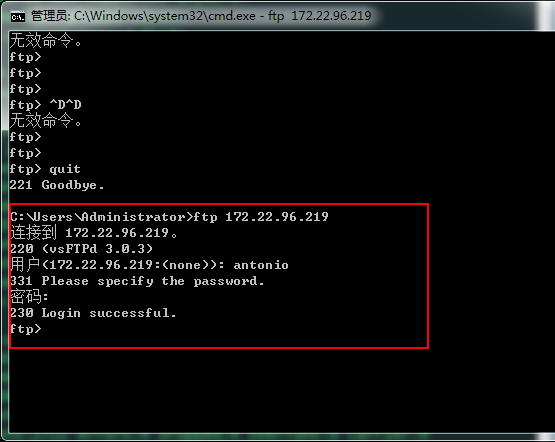 管理员: C:\Windows\system32\cmd.exe - ftp  172.22.96.219
无效命令。
ftp>
ftp>
ftp>
ftp> ^D^D
无效命令。
ftp>
ftp>
ftp> quit
221 Goodbye.
C:\Users\Administrator>ftp 172.22.96.219
连接到 172.22.96.219。
220 (vsFTPd 3.0.3)
用户(172.22.96.219:(none)): antonio
331 Please specify the password.
密码:
230 Login successful.
ftp>